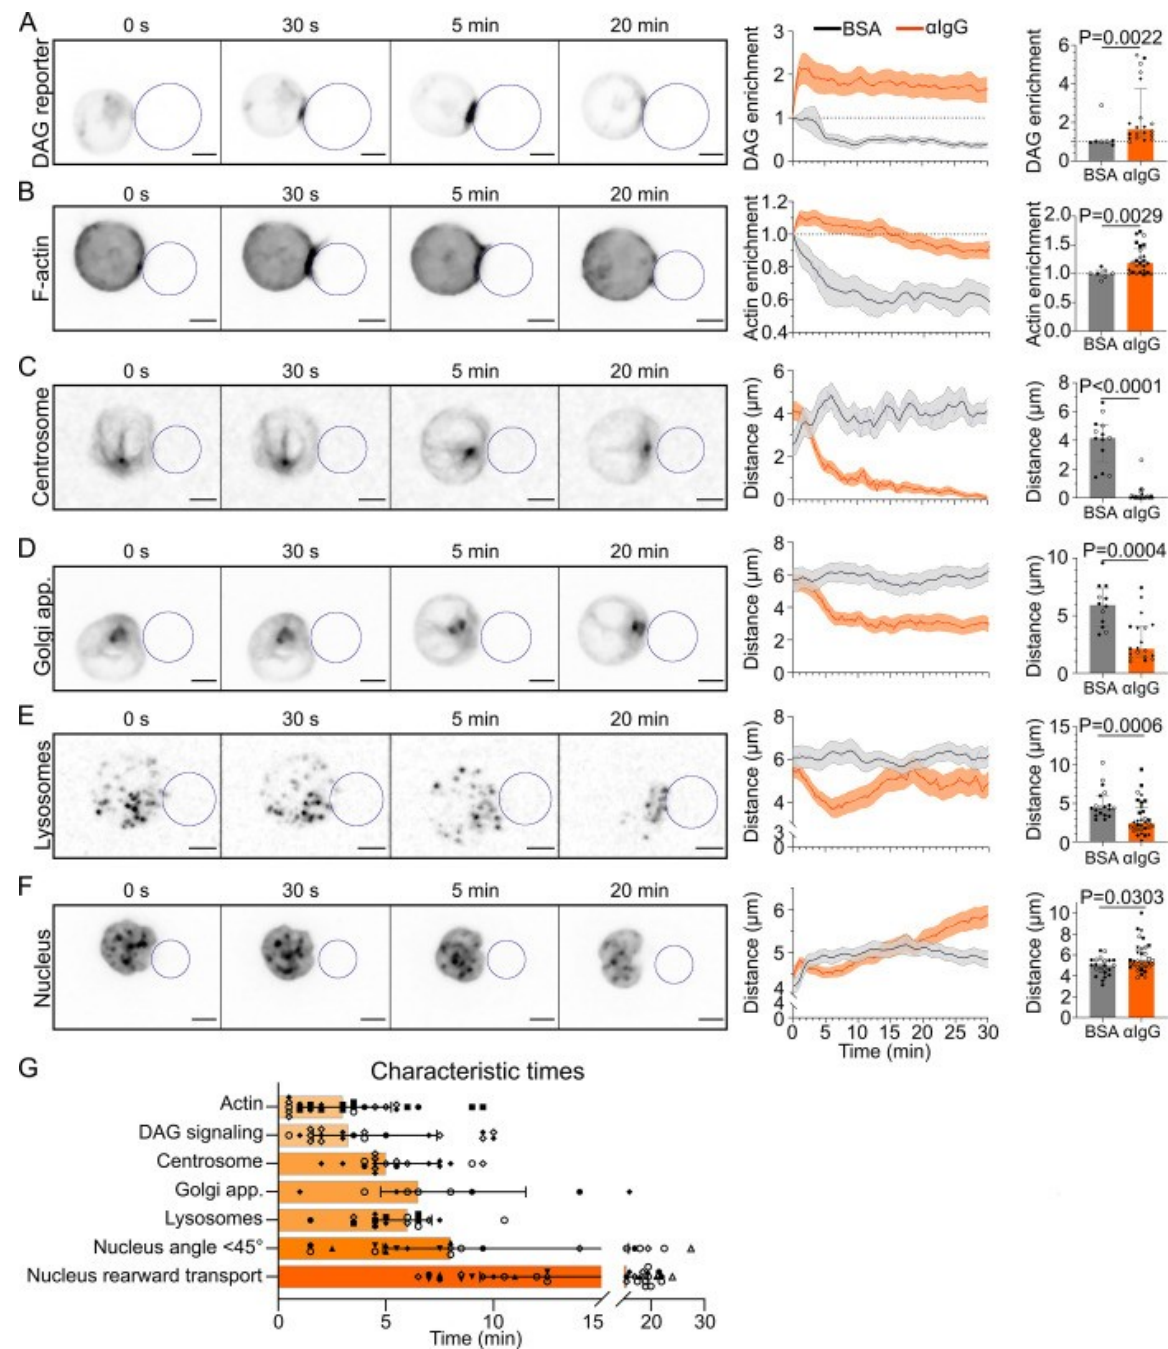 A
0 s 30 s 5 min 20 min
DAG reporter
BSA αIgG
DAG enrichment
3
2
1
0
DAG enrichment
6
4
2
0
P=0.0022
BSA αIgG
B
0 s 30 s 5 min 20 min
F-actin
Actin enrichment
1.2
1.0
0.8
0.6
0.4
Actin enrichment
2.0
1.5
1.0
0.5
0.0
P=0.0029
BSA αIgG
C
0 s 30 s 5 min 20 min
Centrosome
Distance (μm)
6
4
2
0
Distance (μm)
8
6
4
2
0
P<0.0001
BSA αIgG
D
0 s 30 s 5 min 20 min
Golgi app.
Distance (μm)
8
6
4
2
0
Distance (μm)
10
5
0
P=0.0004
BSA αIgG
E
0 s 30 s 5 min 20 min
Lysosomes
Distance (μm)
8
6
4
3
2
0
Distance (μm)
15
10
5
0
P=0.0006
BSA αIgG
F
0 s 30 s 5 min 20 min
Nucleus
Distance (μm)
6
5
4
4
0
0 5 10 15 20 25 30
Time (min)
Distance (μm)
10
8
6
4
2
0
P=0.0303
BSA αIgG
G
Characteristic times
Actin
DAG signaling
Centrosome
Golgi app.
Lysosomes
Nucleus angle <45°
Nucleus rearward transport
0 5 10 15 20 30
Time (min)